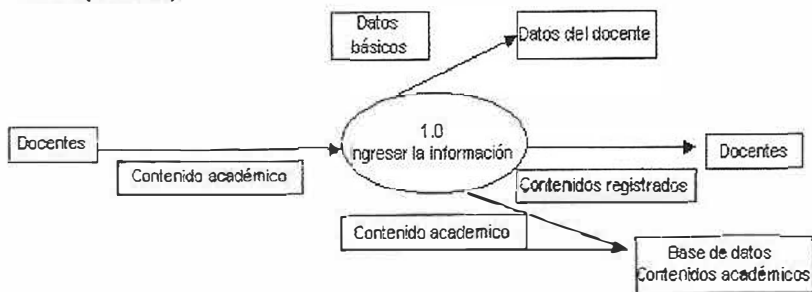 Datos
básicos
Datos del docente
Docentes
1.0
ngresar la información
Docentes
Contenido académico
Contenidos registrados
Contenido academico
Base de datos
Contenidos académicos